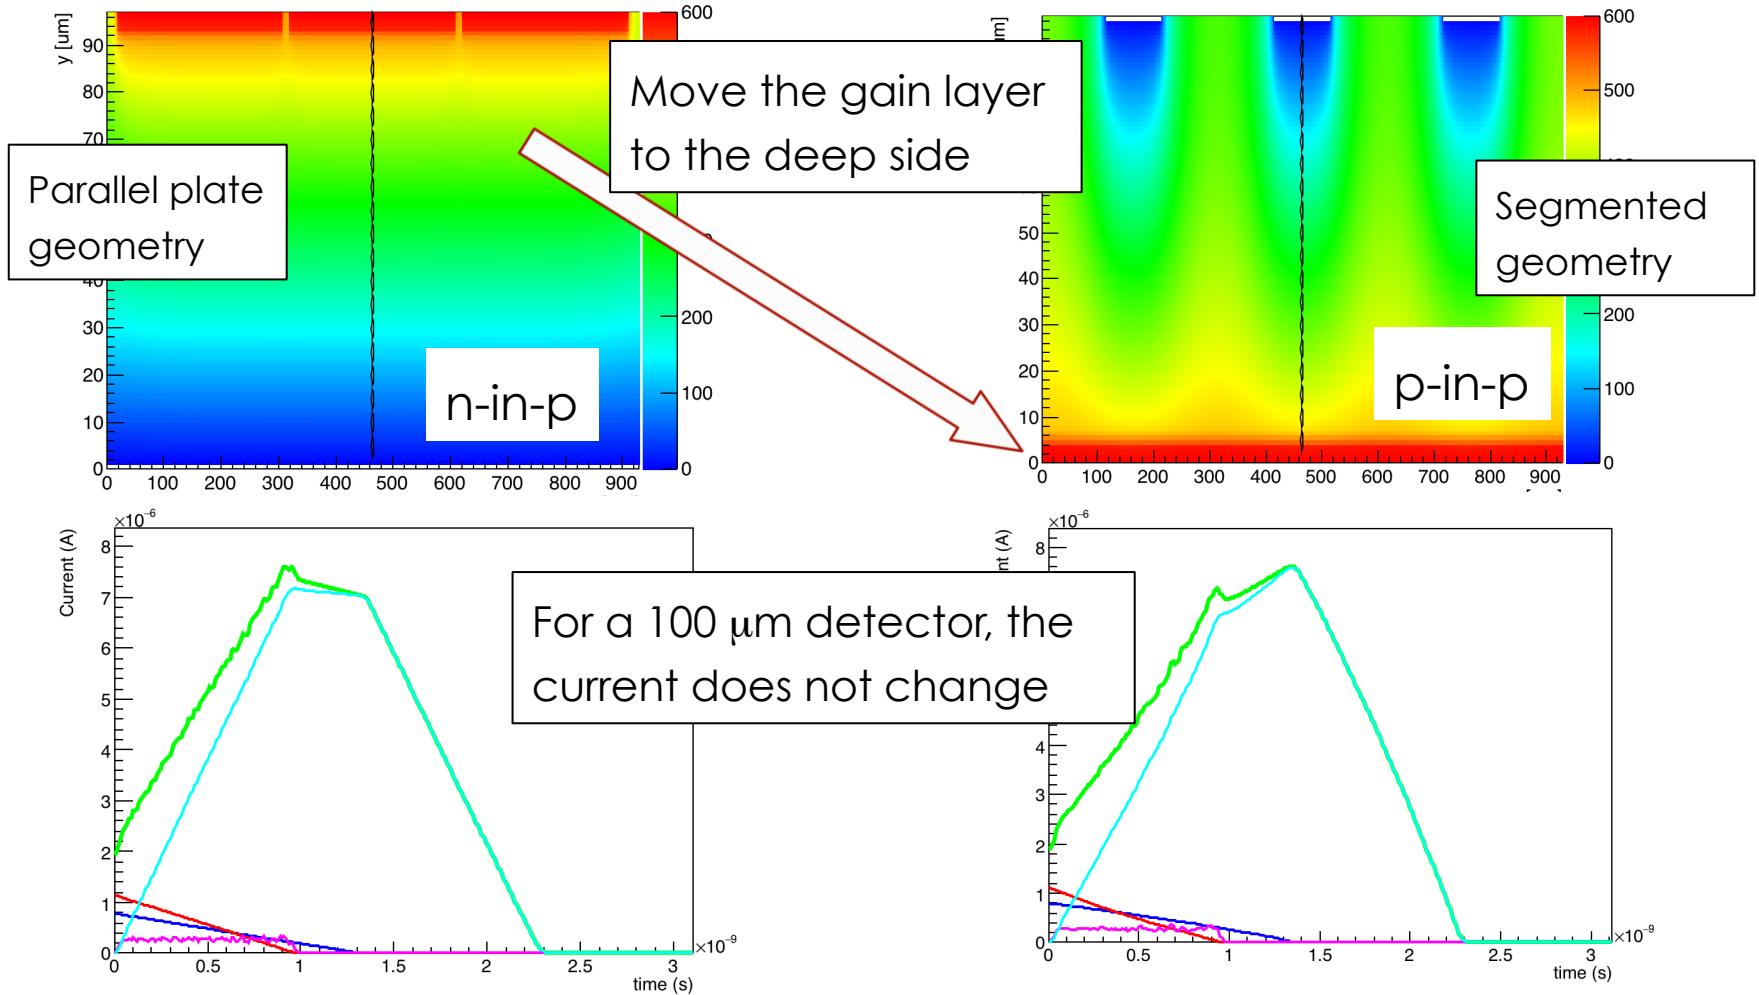 y [um]
90
80
70
40
30
20
10
0
0 100 200 300 400 500 600 700 800 900
600
200
100
0
Parallel plate
geometry
n-in-p
Move the gain layer
to the deep side
50
40
30
20
10
0
0 100 200 300 400 500 600 700 800 900
600
500
200
100
0
Segmented
geometry
p-in-p
×10⁻⁶
Current (A)
8
7
6
5
4
3
2
1
0
0 0.5 1 1.5 2 2.5 3
×10⁻⁹
time (s)
For a 100 μm detector, the
current does not change
×10⁻⁶
nt (A)
8
4
3
2
1
0
0 0.5 1 1.5 2 2.5 3
×10⁻⁹
time (s)